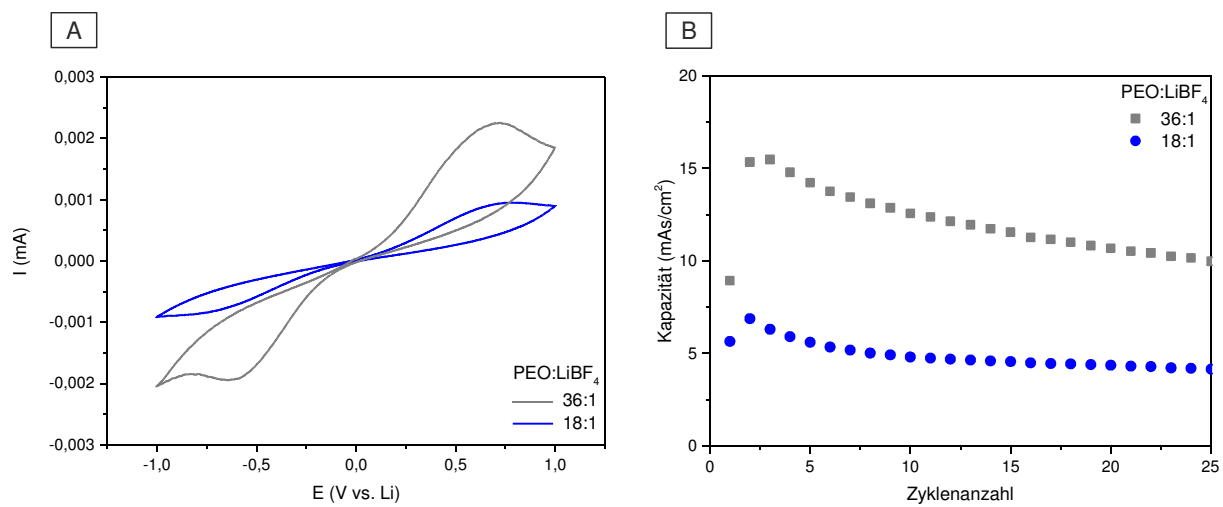 A
0,003
0,002
0,001
0,000
-0,001
-0,002
-0,003
I (mA)
-1,0 -0,5 0,0 0,5 1,0
E (V vs. Li)
PEO:LiBF₄
36:1
18:1
B
20
15
10
5
0
Kapazität (mAs/cm²)
0 5 10 15 20 25
Zyklenanzahl
PEO:LiBF₄
36:1
18:1